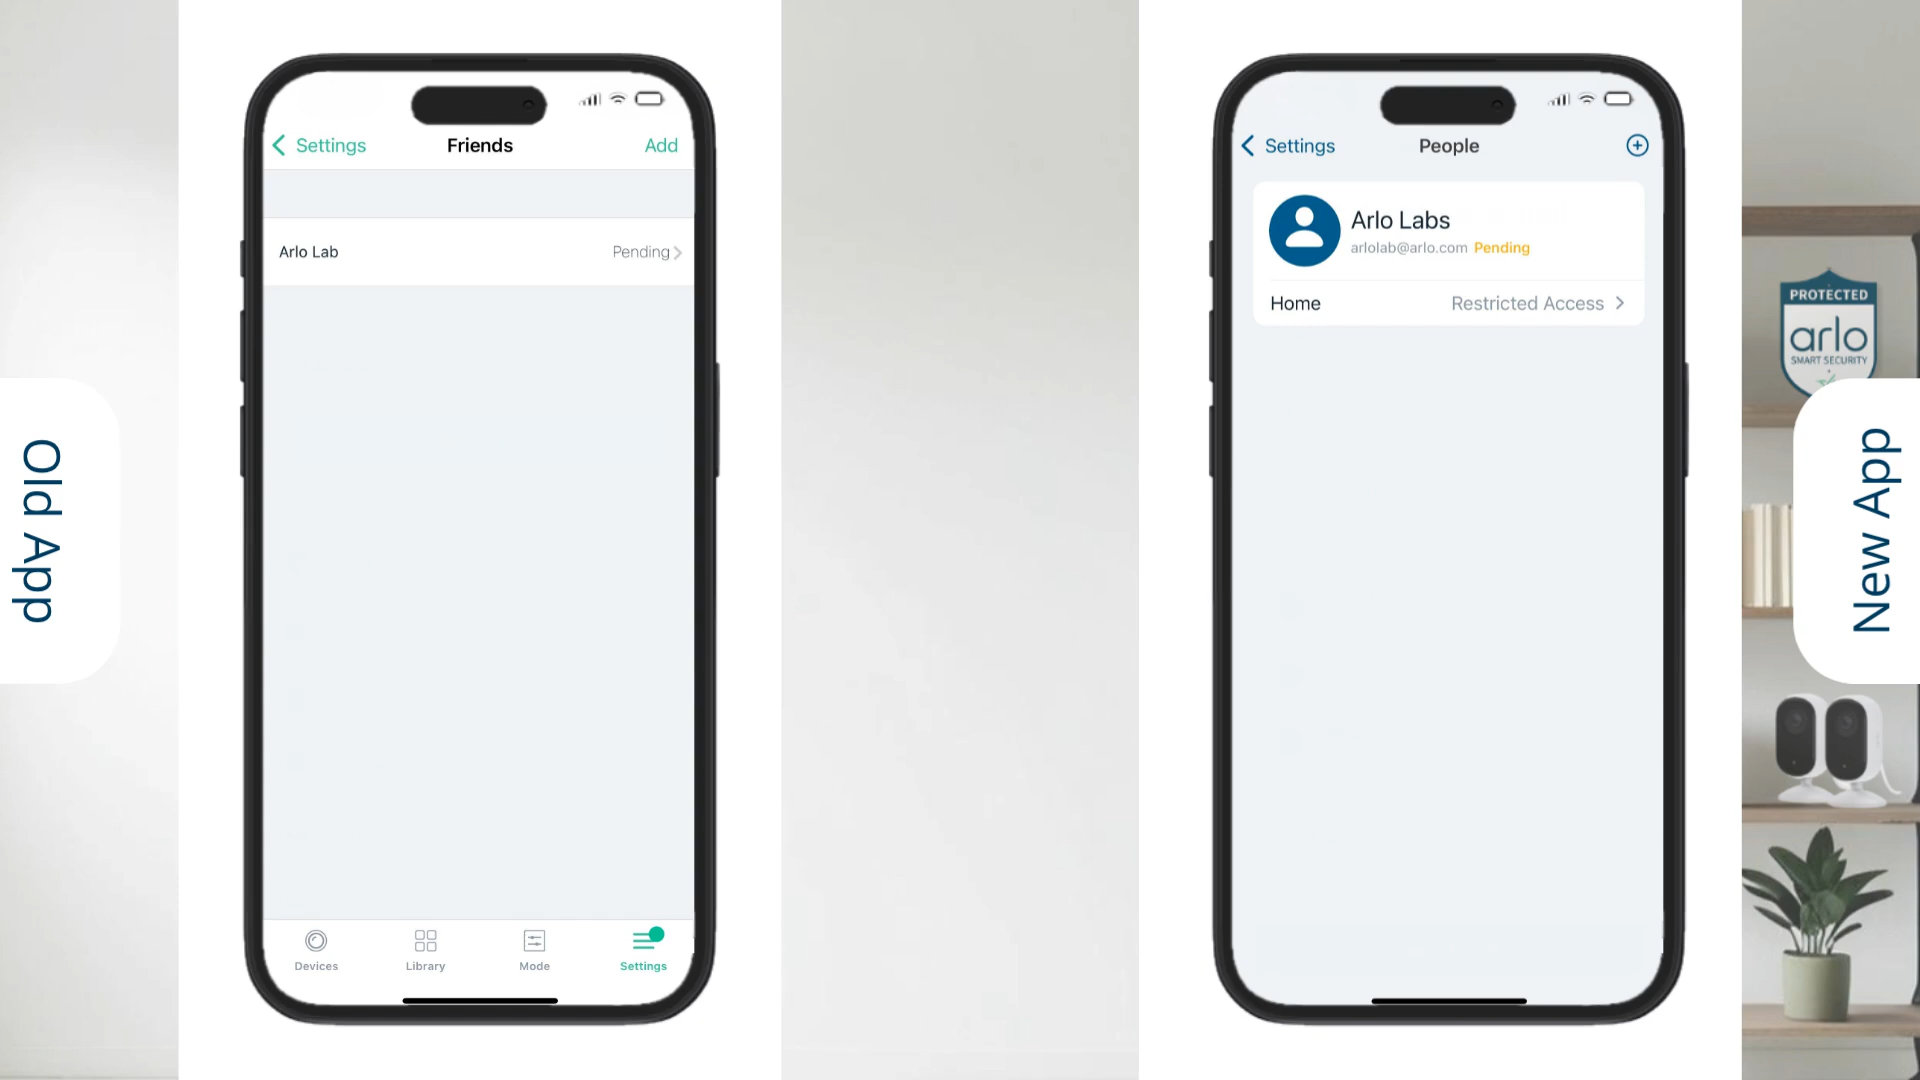 Old App
Settings
Friends
Add
Arlo Lab
Pending
Devices
Library
Mode
Settings
Settings
People
Arlo Labs
arlolab@arlo.com Pending
Home
Restricted Access
PROTECTED
arlo
SMART SECURITY
New App